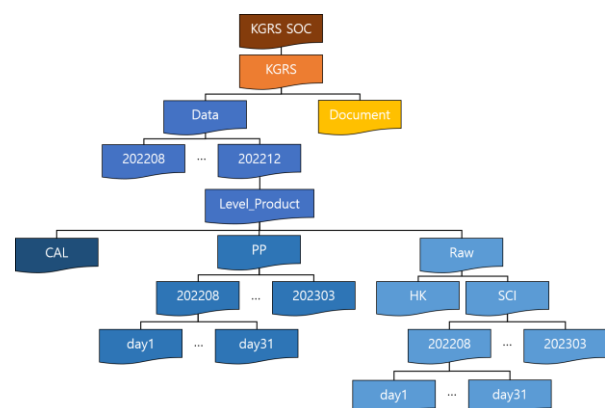 KGRS SOC
KGRS
Data
Document
202208 ... 202212
Level_Product
CAL
PP
Raw
202208 ... 202303
HK
SCI
day1 ... day31
202208 ... 202303
day1 ... day31